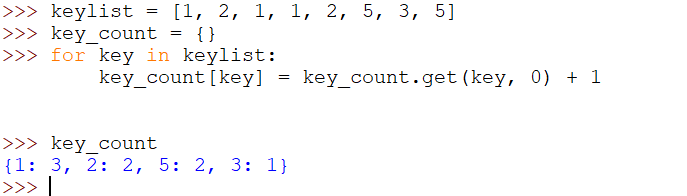 >>> keylist = [1, 2, 1, 1, 2, 5, 3, 5]
>>> key_count = {}
>>> for key in keylist:
        key_count[key] = key_count.get(key, 0) + 1
>>> key_count
{1: 3, 2: 2, 5: 2, 3: 1}
>>>